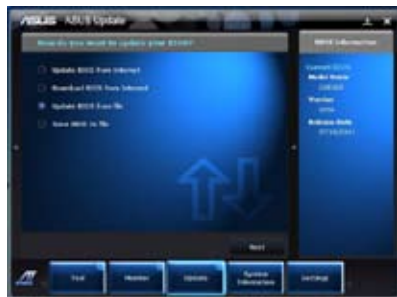 ASUS ASUS Update
How do you want to update your BIOS?
Update BIOS from Internet
Download BIOS from Internet
Update BIOS from file
Save BIOS to file
Next
BIOS Information
Current BIOS
Model Name
Version
Release Date
Tool
Monitor
Update
System
Information
Settings